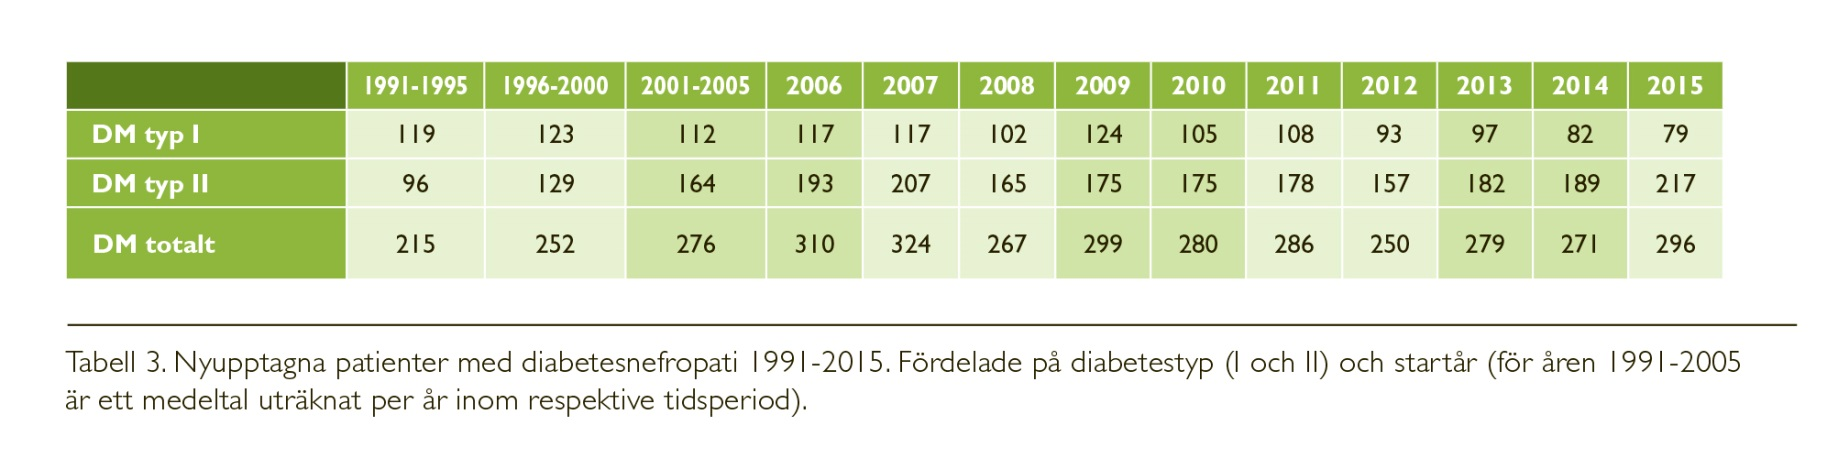 1991-1995 1996-2000 2001-2005 2006 2007 2008 2009 2010 2011 2012 2013 2014 2015
DM typ I 119 123 112 117 117 102 124 105 108 93 97 82 79
DM typ II 96 129 164 193 207 165 175 175 178 157 182 189 217
DM totalt 215 252 276 310 324 267 299 280 286 250 279 271 296
Tabell 3. Nyupptagna patienter med diabetesnefropati 1991-2015. Fördelade på diabetestyp (I och II) och startår (för åren 1991-2005
är ett medeltal uträknat per år inom respektive tidsperiod).